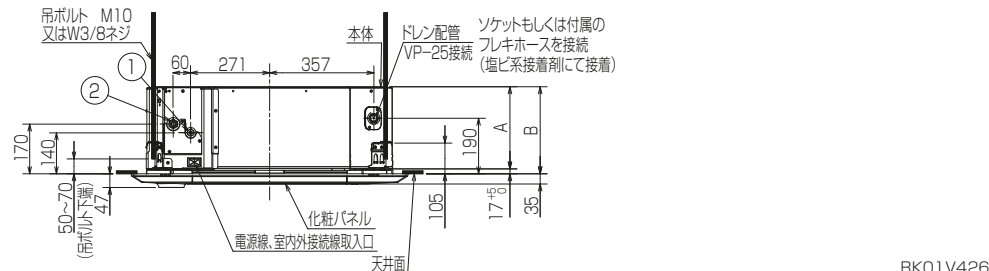 吊ボルト M10
又はW3/8ネジ
本体
ドレン配管
VP-25接続
ソケットもしくは付属の
フレキホースを接続
(塩ビ系接着剤にて接着)
1
60
271
357
2
170
140
190
A
B
50~70
(吊ボルト下端)
47
105
17 +5 0
35
化粧パネル
電源線、室内外接続線取入口
天井面
RK01V426